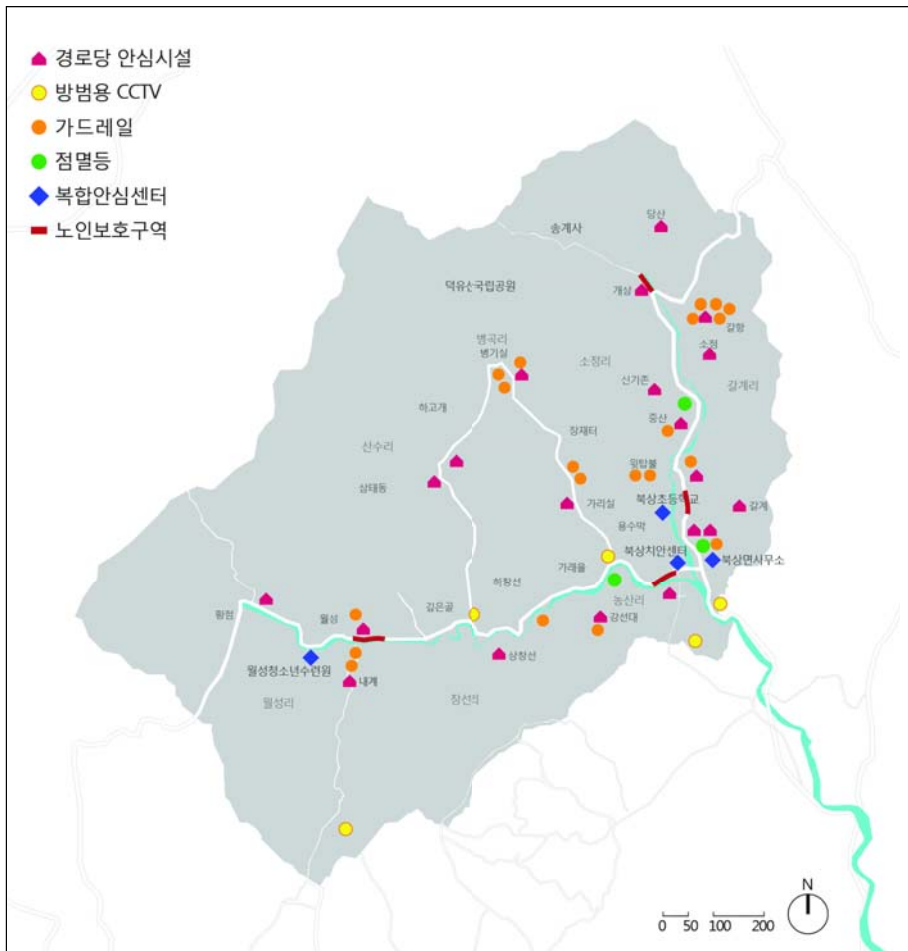 경로당 안심시설
방범용 CCTV
가드레일
점멸등
복합안심센터
노인보호구역
당산
송계사
덕유산국립공원
개삼
갈항
병곡리
병기실
소정리
소정
신기촌
갈계리
하고개
중산
산수리
장재터
삼태동
윗탑불
가리실
북상초등학교
갈계
용수막
북상치안센터
북상면사무소
가래올
하창선
농산리
깊은골
월성
황점
강선대
상창선
월성청소년수련원
내계
월성리
N
0 50 100 200